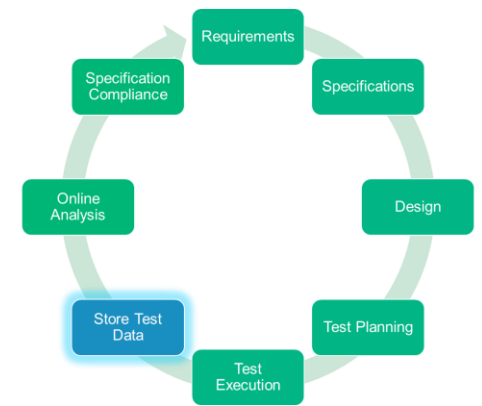 Requirements
Specifications
Design
Test Planning
Test
Execution
Store Test
Data
Online
Analysis
Specification
Compliance